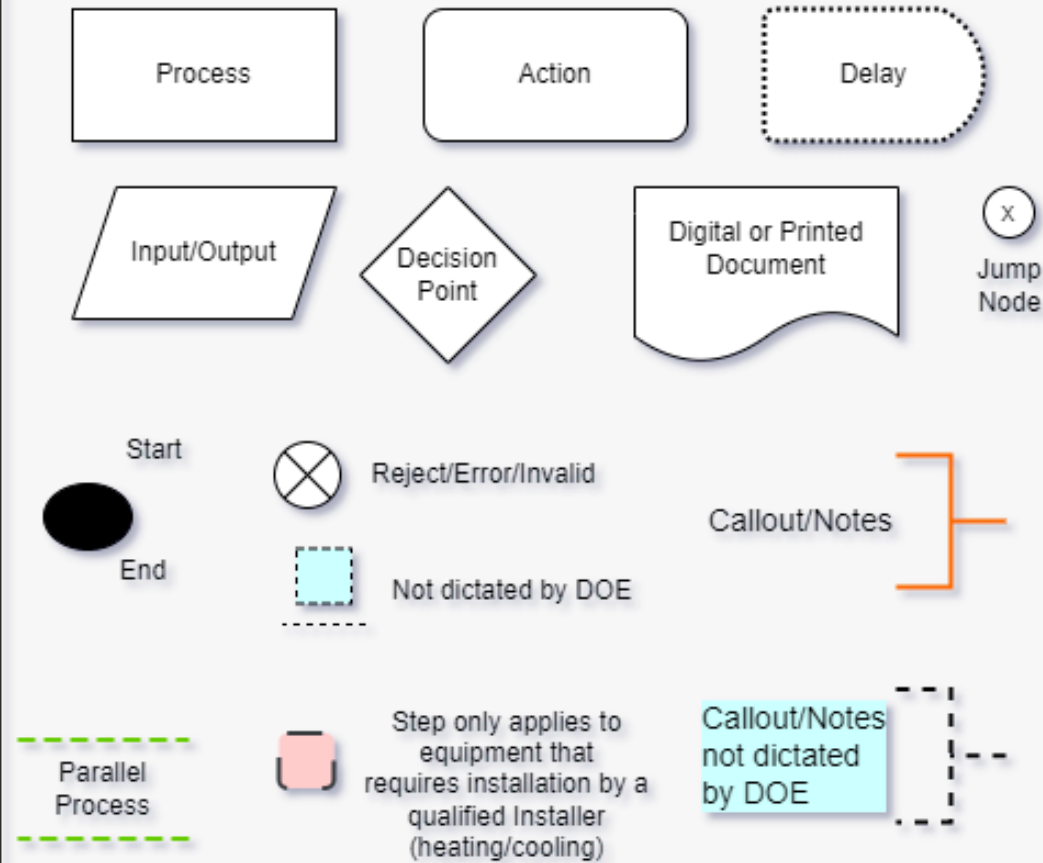 Process
Action
Delay
Input/Output
Decision
Point
Digital or Printed
Document
X
Jump
Node
Start
End
Reject/Error/Invalid
Not dictated by DOE
Callout/Notes
Parallel
Process
Step only applies to
equipment that
requires installation by a
qualified Installer
(heating/cooling)
Callout/Notes
not dictated
by DOE